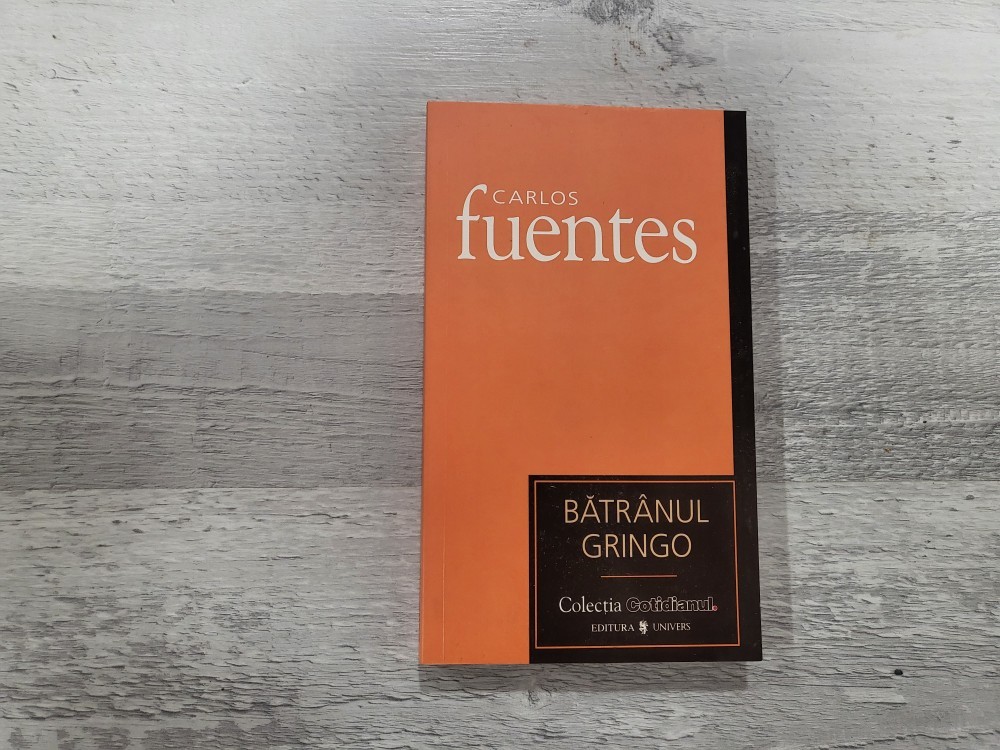 CARLOS
fuentes
BĂTRÂNUL
GRINGO
Colecția Cotidianul.
EDITURA UNIVERS